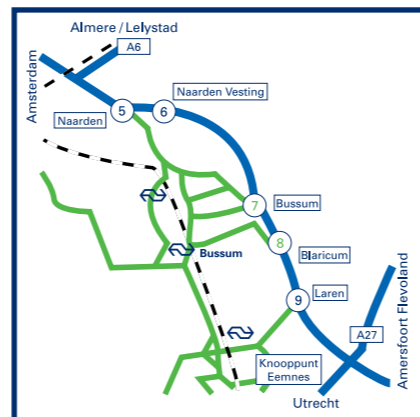 Almere / Lelystad
A6
Amsterdam
5
6
Naarden Vesting
Naarden
7
Bussum
8
Bussum
Blaricum
9
Laren
A27
Knooppunt
Eemnes
Utrecht
Amersfoort Flevoland